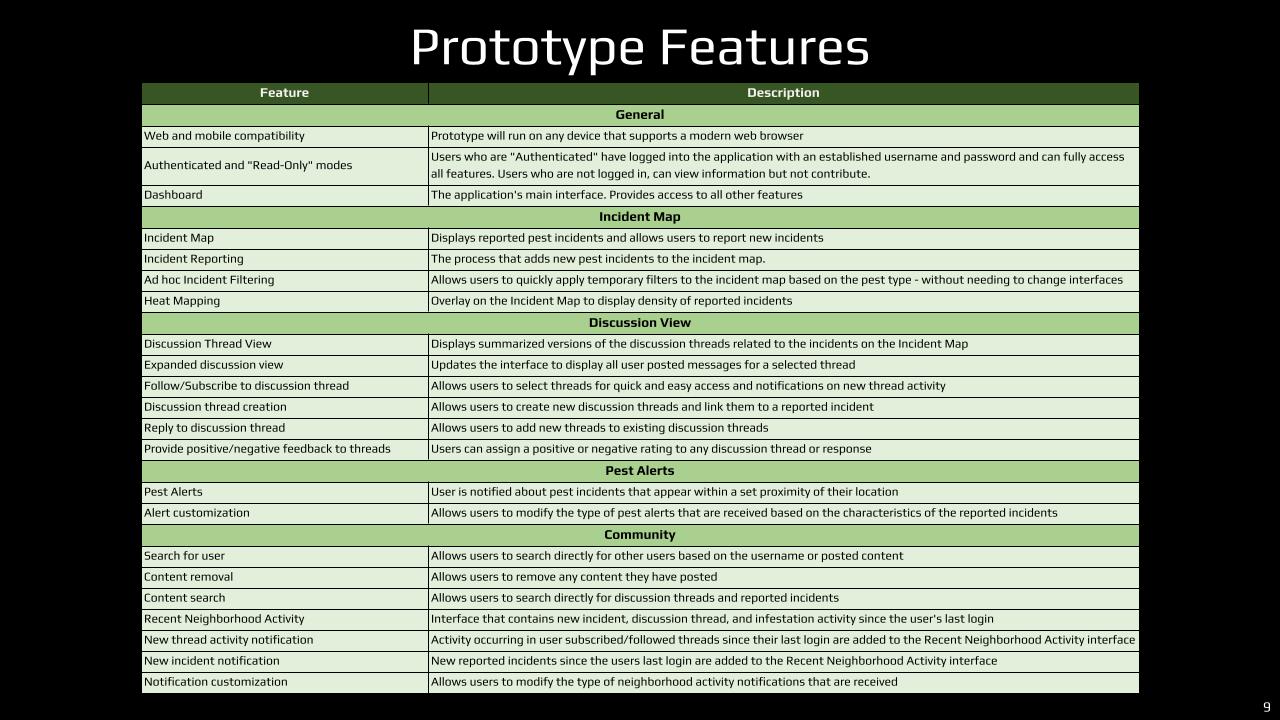 Prototype Features
Feature Description
General
Web and mobile compatibility Prototype will run on any device that supports a modern web browser
Authenticated and "Read-Only" modes Users who are "Authenticated" have logged into the application with an established username and password and can fully access
all features. Users who are not logged in, can view information but not contribute.
Dashboard The application's main interface. Provides access to all other features
Incident Map
Incident Map Displays reported pest incidents and allows users to report new incidents
Incident Reporting The process that adds new pest incidents to the incident map.
Ad hoc Incident Filtering Allows users to quickly apply temporary filters to the incident map based on the pest type - without needing to change interfaces
Heat Mapping Overlay on the Incident Map to display density of reported incidents
Discussion View
Discussion Thread View Displays summarized versions of the discussion threads related to the incidents on the Incident Map
Expanded discussion view Updates the interface to display all user posted messages for a selected thread
Follow/Subscribe to discussion thread Allows users to select threads for quick and easy access and notifications on new thread activity
Discussion thread creation Allows users to create new discussion threads and link them to a reported incident
Reply to discussion thread Allows users to add new threads to existing discussion threads
Provide positive/negative feedback to threads Users can assign a positive or negative rating to any discussion thread or response
Pest Alerts
Pest Alerts User is notified about pest incidents that appear within a set proximity of their location
Alert customization Allows users to modify the type of pest alerts that are received based on the characteristics of the reported incidents
Community
Search for user Allows users to search directly for other users based on the username or posted content
Content removal Allows users to remove any content they have posted
Content search Allows users to search directly for discussion threads and reported incidents
Recent Neighborhood Activity Interface that contains new incident, discussion thread, and infestation activity since the user's last login
New thread activity notification Activity occurring in user subscribed/followed threads since their last login are added to the Recent Neighborhood Activity interface
New incident notification New reported incidents since the users last login are added to the Recent Neighborhood Activity interface
Notification customization Allows users to modify the type of neighborhood activity notifications that are received
9